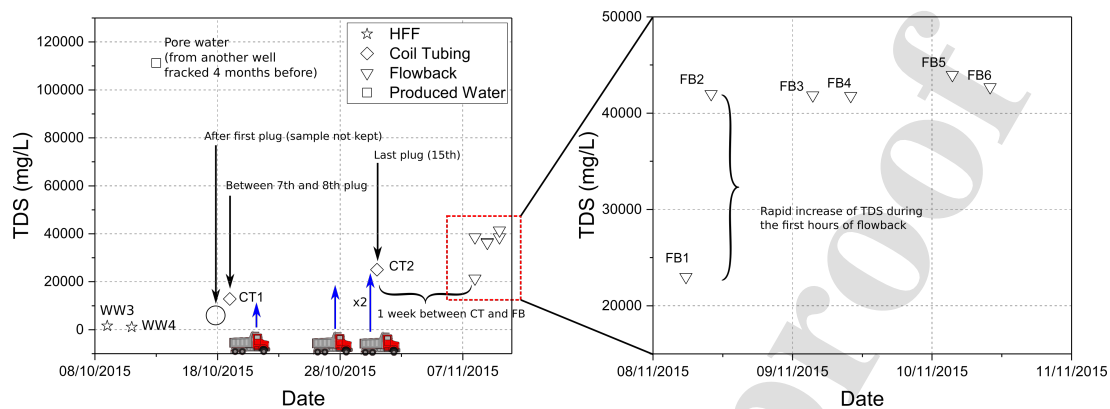 HFF
Coil Tubing
Flowback
Produced Water
Pore water
(from another well
fracked 4 months before)
After first plug (sample not kept)
Between 7th and 8th plug
Last plug (15th)
WW3
WW4
CT1
CT2
x2
1 week between CT and FB
120000
100000
80000
60000
40000
20000
0
TDS (mg/L)
08/10/2015
18/10/2015
28/10/2015
07/11/2015
Date
50000
40000
30000
20000
TDS (mg/L)
FB1
FB2
FB3
FB4
FB5
FB6
Rapid increase of TDS during
the first hours of flowback
08/11/2015
09/11/2015
10/11/2015
11/11/2015
Date
proof